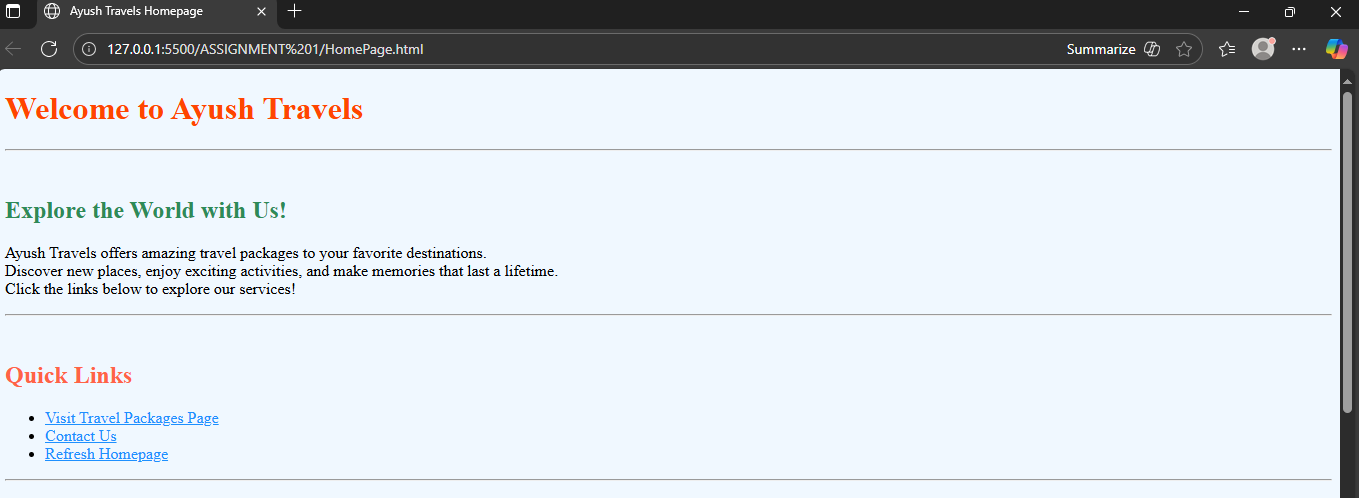 Ayush Travels Homepage
127.0.0.1:5500/ASSIGNMENT%201/HomePage.html
Summarize
Welcome to Ayush Travels
Explore the World with Us!
Ayush Travels offers amazing travel packages to your favorite destinations.
Discover new places, enjoy exciting activities, and make memories that last a lifetime.
Click the links below to explore our services!
Quick Links
Visit Travel Packages Page
Contact Us
Refresh Homepage